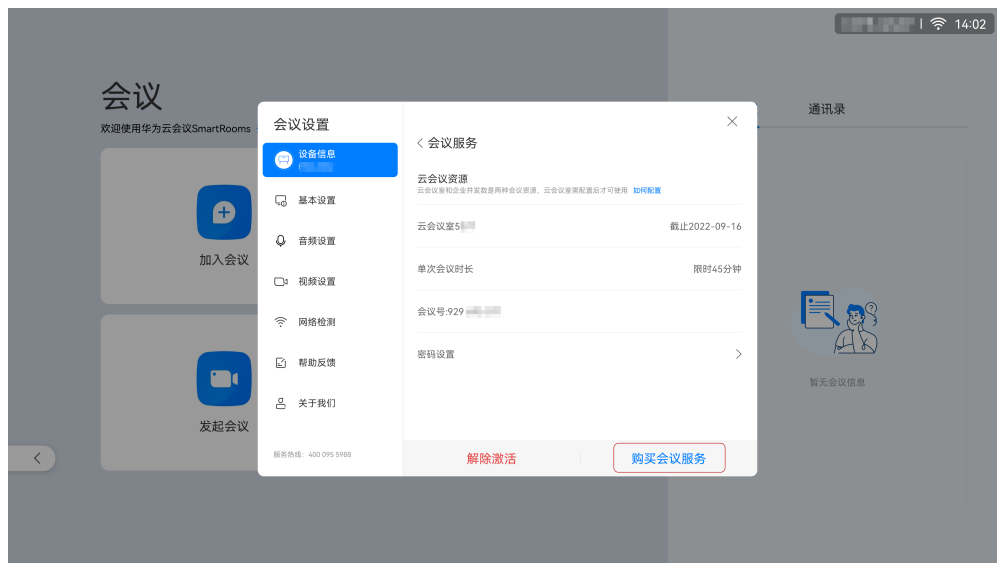 14:02
会议
欢迎使用华为云会议SmartRooms
加入会议
发起会议
通讯录
暂无会议信息
会议设置
设备信息
基本设置
音频设置
视频设置
网络检测
帮助反馈
关于我们
服务热线：400 095 5988
会议服务
云会议资源
云会议室和企业并发数是两种会议资源，云会议室需配置后才可使用 如何配置
云会议室5
截止2022-09-16
单次会议时长
限时45分钟
会议号:929
密码设置
解除激活
购买会议服务